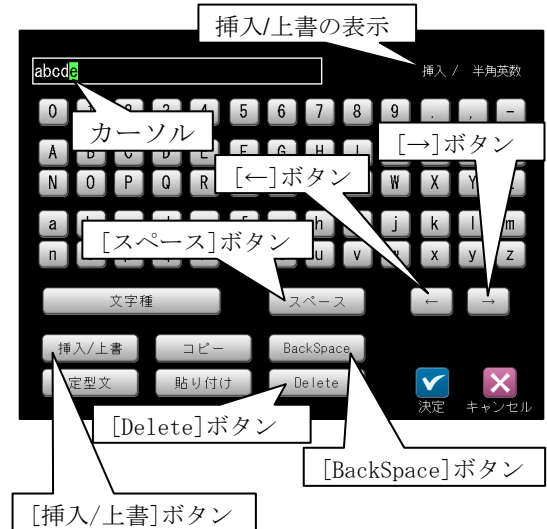 挿入/上書の表示
abcde
挿入 / 半角英数
0 5 6 7 8 9 . , -
カーソル
[→]ボタン
A
N O P Q R W X Y
[←]ボタン
a j k l m
[スペース]ボタン
n u v x y z
文字種 スペース ← →
挿入/上書 コピー BackSpace
定型文 貼り付け Delete
決定 キャンセル
[Delete]ボタン
[BackSpace]ボタン
[挿入/上書]ボタン